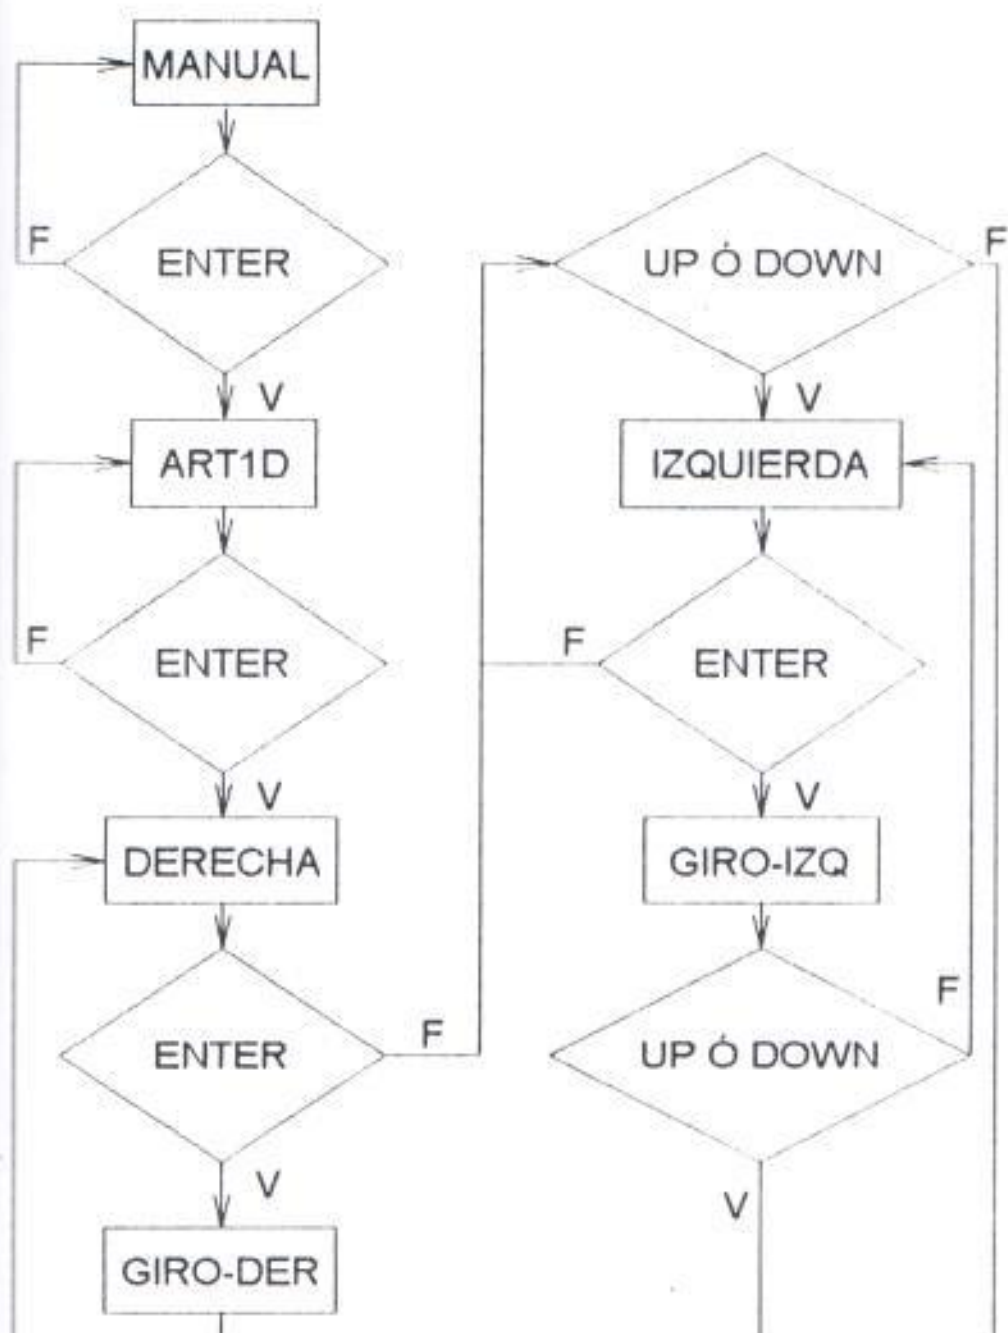 MANUAL
F
ENTER
V
ART1D
F
ENTER
V
DERECHA
ENTER
F
V
GIRO-DER
UP Ó DOWN
F
V
IZQUIERDA
F
ENTER
V
GIRO-IZQ
F
UP Ó DOWN
V